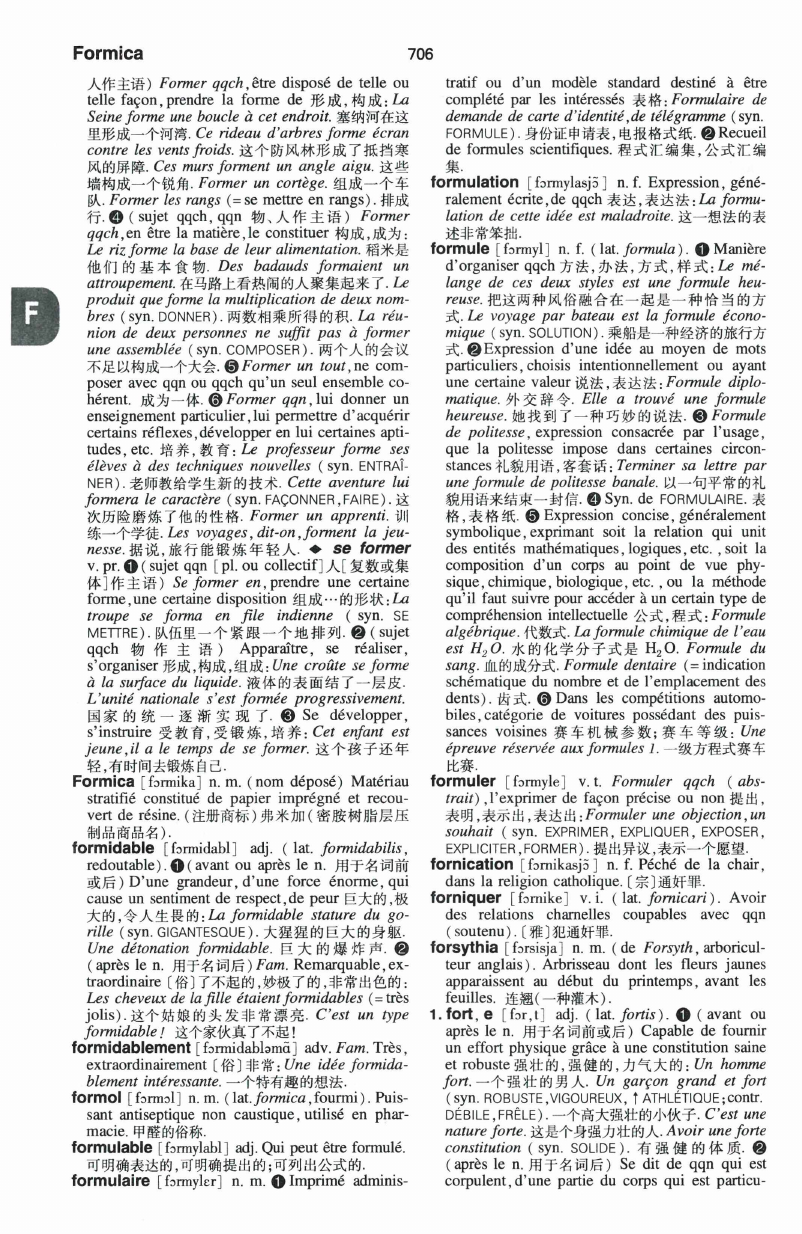 Formica
706
人作主语) Former qqch,être disposé de telle ou
telle façon,prendre la forme de 形成,构成:La
Seine forme une boucle à cet endroit. 塞纳河在这
里形成一个河湾. Ce rideau d'arbres forme écran
contre les vents froids. 这个防风林形成了抵挡寒
风的屏障. Ces murs forment un angle aigu. 这些
墙构成一个锐角. Former un cortège. 组成一个车
队. Former les rangs (=se mettre en rangs). 排成
行.❹ (sujet qqch, qqn 物、人作主语) Former
qqch,en être la matière,le constituer 构成,成为:
Le riz forme la base de leur alimentation. 稻米是
他们的基本食物. Des badauds formaient un
attroupement. 在马路上看热闹的人聚集起来了. Le
produit que forme la multiplication de deux nom-
bres (syn. DONNER). 两数相乘所得的积. La réu-
nion de deux personnes ne suffit pas à former
une assemblée (syn. COMPOSER). 两个人的会议
不足以构成一个大会. ❺ Former un tout,ne com-
poser avec qqn ou qqch qu'un seul ensemble co-
hérent. 成为一体. ❻ Former qqn,lui donner un
enseignement particulier,lui permettre d'acquérir
certains réflexes,développer en lui certaines apti-
tudes, etc. 培养,教育:Le professeur forme ses
élèves à des techniques nouvelles (syn. ENTRAÎ-
NER). 老师教给学生新的技术. Cette aventure lui
formera le caractère (syn. FAÇONNER,FAIRE). 这
次历险磨炼了他的性格. Former un apprenti. 训
练一个学徒. Les voyages,dit-on,forment la jeu-
nesse. 据说,旅行能锻炼年轻人. ◆ se former
v. pr.❶ (sujet qqn [pl. ou collectif]人[复数或集
体]作主语) Se former en,prendre une certaine
forme,une certaine disposition 组成…的形状:La
troupe se forma en file indienne (syn. SE
METTRE). 队伍里一个紧跟一个地排列. ❷ (sujet
qqch 物作主语) Apparaître, se réaliser,
s'organiser 形成,构成,组成:Une croûte se forme
à la surface du liquide. 液体的表面结了一层皮.
L'unité nationale s'est formée progressivement.
国家的统一逐渐实现了. ❸ Se développer,
s'instruire 受教育,受锻炼,培养:Cet enfant est
jeune,il a le temps de se former. 这个孩子还年
轻,有时间去锻炼自己.
Formica [fɔrmika] n. m. (nom déposé) Matériau
stratifié constitué de papier imprégné et recou-
vert de résine. (注册商标)弗米加(密胺树脂层压
制品商品名).
formidable [fɔrmidabl] adj. (lat. formidabilis,
redoutable). ❶ (avant ou après le n. 用于名词前
或后) D'une grandeur, d'une force énorme, qui
cause un sentiment de respect,de peur 巨大的,极
大的,令人生畏的:La formidable stature du go-
rille (syn. GIGANTESQUE). 大猩猩的巨大的身躯.
Une détonation formidable. 巨大的爆炸声. ❷
(après le n. 用于名词后) Fam. Remarquable,ex-
traordinaire [俗]了不起的,妙极了的,非常出色的:
Les cheveux de la fille étaient formidables (=très
jolis). 这个姑娘的头发非常漂亮. C'est un type
formidable! 这个家伙真了不起!
formidablement [fɔrmidabləmɑ̃] adv. Fam. Très,
extraordinairement [俗]非常:Une idée formida-
blement intéressante. 一个特有趣的想法.
formol [fɔrmɔl] n. m. (lat. formica,fourmi). Puis-
sant antiseptique non caustique,utilisé en phar-
macie. 甲醛的俗称.
formulable [fɔrmylabl] adj. Qui peut être formulé.
可明确表达的,可明确提出的;可列出公式的.
formulaire [fɔrmylɛr] n. m. ❶ Imprimé adminis-
F
tratif ou d'un modèle standard destiné à être
complété par les intéressés 表格:Formulaire de
demande de carte d'identité,de télégramme (syn.
FORMULE). 身份证申请表,电报格式纸. ❷ Recueil
de formules scientifiques. 程式汇编集,公式汇编
集.
formulation [fɔrmylasjɔ̃] n. f. Expression, géné-
ralement écrite,de qqch 表达,表达法:La formu-
lation de cette idée est maladroite. 这一想法的表
述非常笨拙.
formule [fɔrmyl] n. f. (lat. formula). ❶ Manière
d'organiser qqch 方法,办法,方式,样式:Le mé-
lange de ces deux styles est une formule heu-
reuse. 把这两种风俗融合在一起是一种恰当的方
式. Le voyage par bateau est la formule écono-
mique (syn. SOLUTION). 乘船是一种经济的旅行方
式. ❷ Expression d'une idée au moyen de mots
particuliers,choisis intentionnellement ou ayant
une certaine valeur 说法,表达法:Formule diplo-
matique. 外交辞令. Elle a trouvé une formule
heureuse. 她找到了一种巧妙的说法. ❸ Formule
de politesse, expression consacrée par l'usage,
que la politesse impose dans certaines circon-
stances 礼貌用语,客套话:Terminer sa lettre par
une formule de politesse banale. 以一句平常的礼
貌用语来结束一封信. ❹ Syn. de FORMULAIRE. 表
格,表格纸. ❺ Expression concise, généralement
symbolique,exprimant soit la relation qui unit
des entités mathématiques,logiques,etc. ,soit la
composition d'un corps au point de vue phy-
sique,chimique, biologique, etc. ,ou la méthode
qu'il faut suivre pour accéder à un certain type de
compréhension intellectuelle 公式,程式:Formule
algébrique. 代数式. La formule chimique de l'eau
est H₂O. 水的化学分子式是 H₂O. Formule du
sang. 血的成分式. Formule dentaire (=indication
schématique du nombre et de l'emplacement des
dents). 齿式. ❻ Dans les compétitions automo-
biles,catégorie de voitures possédant des puis-
sances voisines 赛车机械参数;赛车等级:Une
épreuve réservée aux formules 1. 一级方程式赛车
比赛.
formuler [fɔrmyle] v. t. Formuler qqch (abs-
trait),l'exprimer de façon précise ou non 提出,
表明,表示出,表达出:Formuler une objection,un
souhait (syn. EXPRIMER, EXPLIQUER, EXPOSER,
EXPLICITER,FORMER). 提出异议,表示一个愿望.
fornication [fɔrnikasjɔ̃] n. f. Péché de la chair,
dans la religion catholique. [宗]通奸罪.
forniquer [fɔrnike] v. i. (lat. fornicari). Avoir
des relations charnelles coupables avec qqn
(soutenu). [雅]犯通奸罪.
forsythia [fɔrsisja] n. m. (de Forsyth, arboricul-
teur anglais). Arbrisseau dont les fleurs jaunes
apparaissent au début du printemps, avant les
feuilles. 连翘(一种灌木).
1. fort, e [fɔr,t] adj. (lat. fortis). ❶ (avant ou
après le n. 用于名词前或后) Capable de fournir
un effort physique grâce à une constitution saine
et robuste 强壮的,强健的,力气大的:Un homme
fort. 一个强壮的男人. Un garçon grand et fort
(syn. ROBUSTE,VIGOUREUX, ↑ATHLÉTIQUE;contr.
DÉBILE,FRÊLE). 一个高大强壮的小伙子. C'est une
nature forte. 这是个身强力壮的人. Avoir une forte
constitution (syn. SOLIDE). 有强健的体质. ❷
(après le n. 用于名词后) Se dit de qqn qui est
corpulent,d'une partie du corps qui est particu-